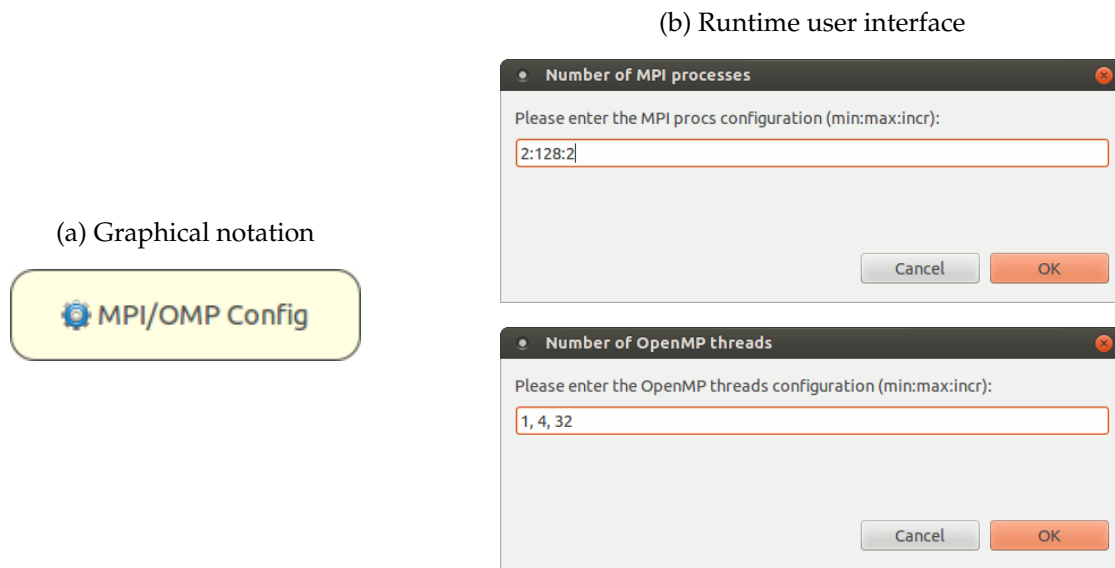 (a) Graphical notation
MPI/OMP Config
(b) Runtime user interface
Number of MPI processes
Please enter the MPI procs configuration (min:max:incr):
2:128:2
Cancel
OK
Number of OpenMP threads
Please enter the OpenMP threads configuration (min:max:incr):
1, 4, 32
Cancel
OK